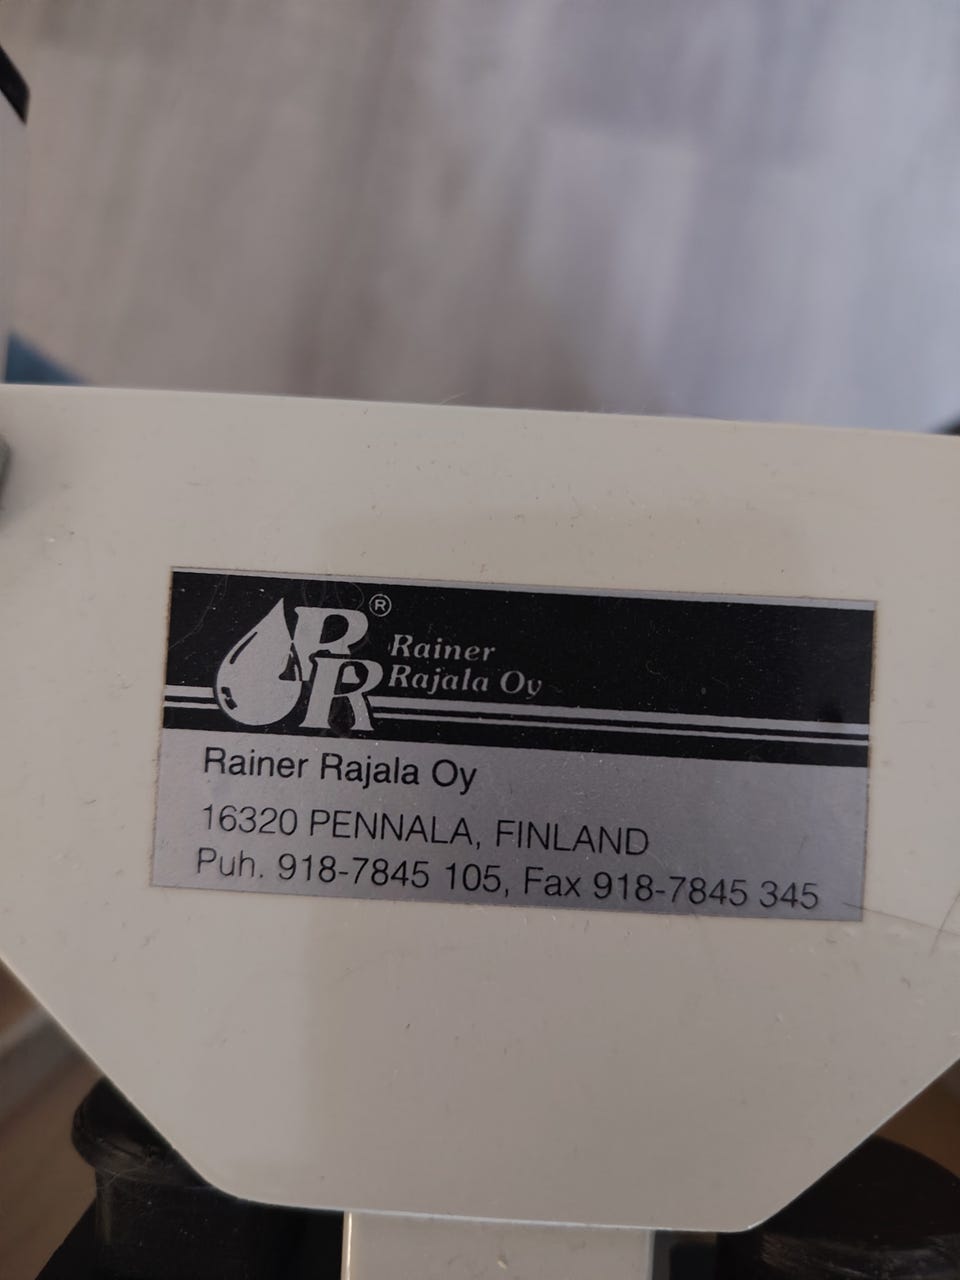 RR®
Rainer
Rajala Oy
Rainer Rajala Oy
16320 PENNALA, FINLAND
Puh. 918-7845 105, Fax 918-7845 345